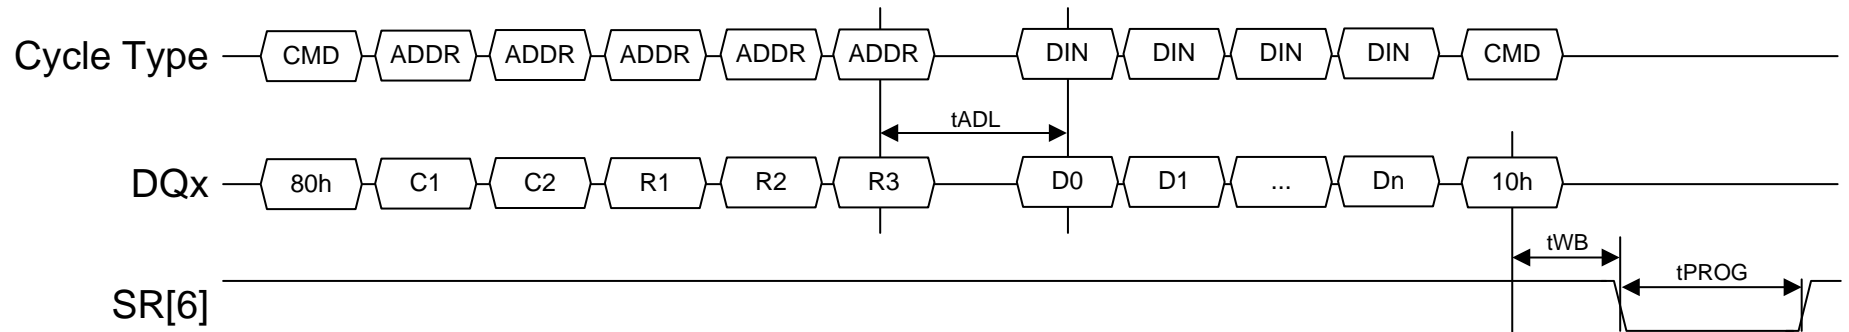 Cycle Type CMD ADDR ADDR ADDR ADDR ADDR DIN DIN DIN DIN CMD
tADL
DQx 80h C1 C2 R1 R2 R3 D0 D1 ... Dn 10h
tWB
tPROG
SR[6]